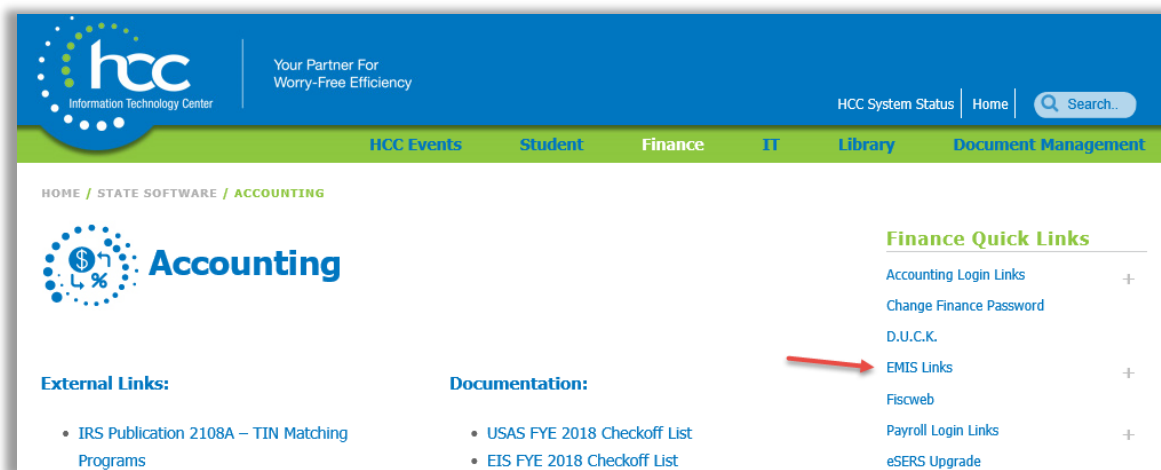 hcc
Information Technology Center
Your Partner For
Worry-Free Efficiency
HCC System Status
Home
Search..
HCC Events Student Finance IT Library Document Management
HOME / STATE SOFTWARE / ACCOUNTING
Accounting
External Links:
• IRS Publication 2108A – TIN Matching
Programs
Documentation:
• USAS FYE 2018 Checkoff List
• EIS FYE 2018 Checkoff List
Finance Quick Links
Accounting Login Links +
Change Finance Password
D.U.C.K.
EMIS Links +
Fiscweb
Payroll Login Links +
eSERS Upgrade